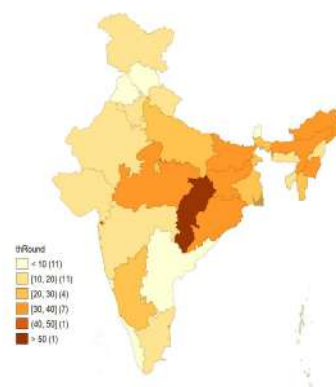 thRound
< 10 (11)
[10, 20) (11)
[20, 30) (4)
[30, 40] (7)
(40, 50] (1)
> 50 (1)